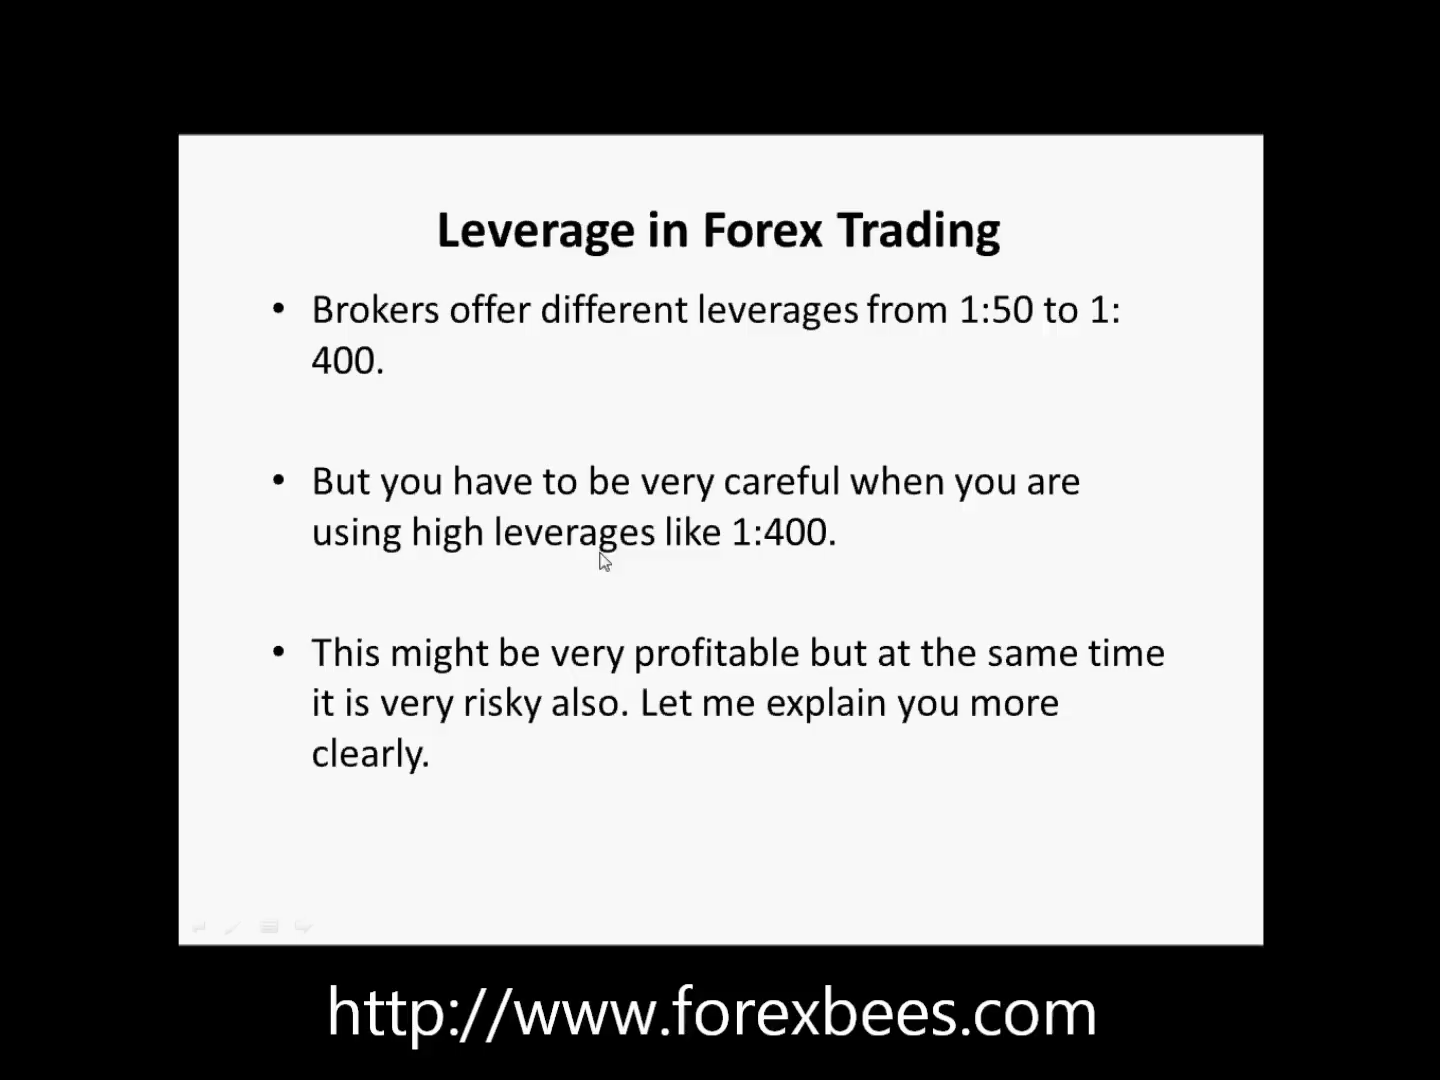 Leverage in Forex Trading
• Brokers offer different leverages from 1:50 to 1:
400.
• But you have to be very careful when you are
using high leverages like 1:400.
• This might be very profitable but at the same time
it is very risky also. Let me explain you more
clearly.
http://www.forexbees.com